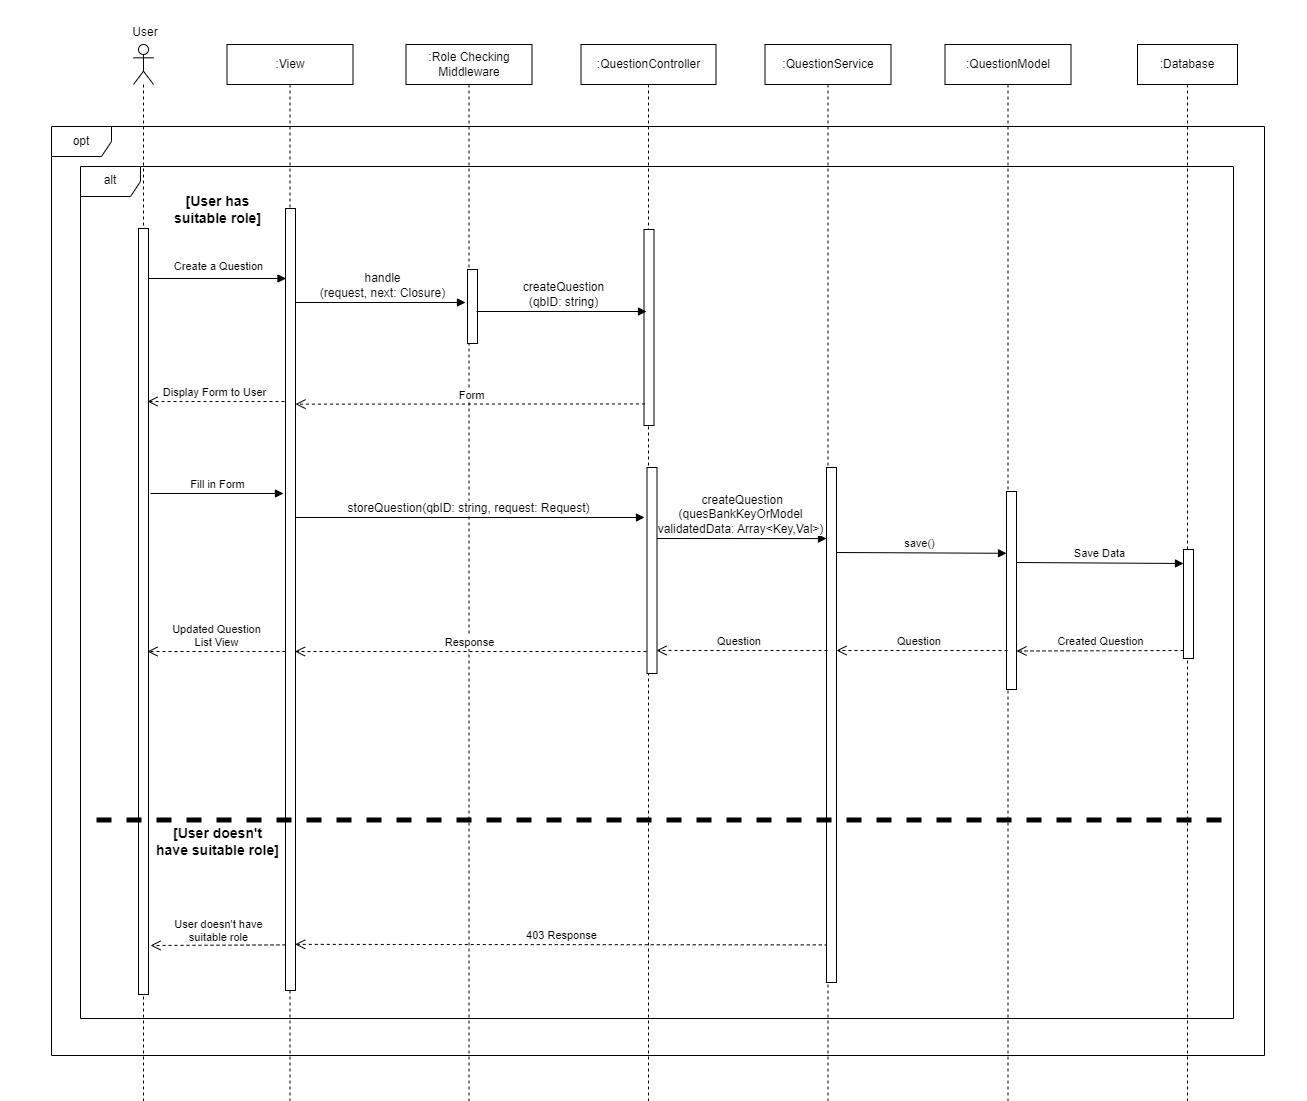 User
:View
:Role Checking
Middleware
:QuestionController
:QuestionService
:QuestionModel
:Database
opt
alt
[User has
suitable role]
Create a Question
handle
(request, next: Closure)
createQuestion
(qbID: string)
Display Form to User
Form
Fill in Form
storeQuestion(qbID: string, request: Request)
createQuestion
(quesBankKeyOrModel
validatedData: Array<Key,Val>)
save()
Save Data
Updated Question
List View
Response
Question
Question
Created Question
[User doesn't
have suitable role]
User doesn't have
suitable role
403 Response